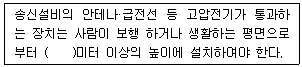 송신설비의 안테나·급전선 등 고압전기가 통과하
는 장치는 사람이 보행 하거나 생활하는 평면으로
부터 (    )미터 이상의 높이에 설치하여야 한다.